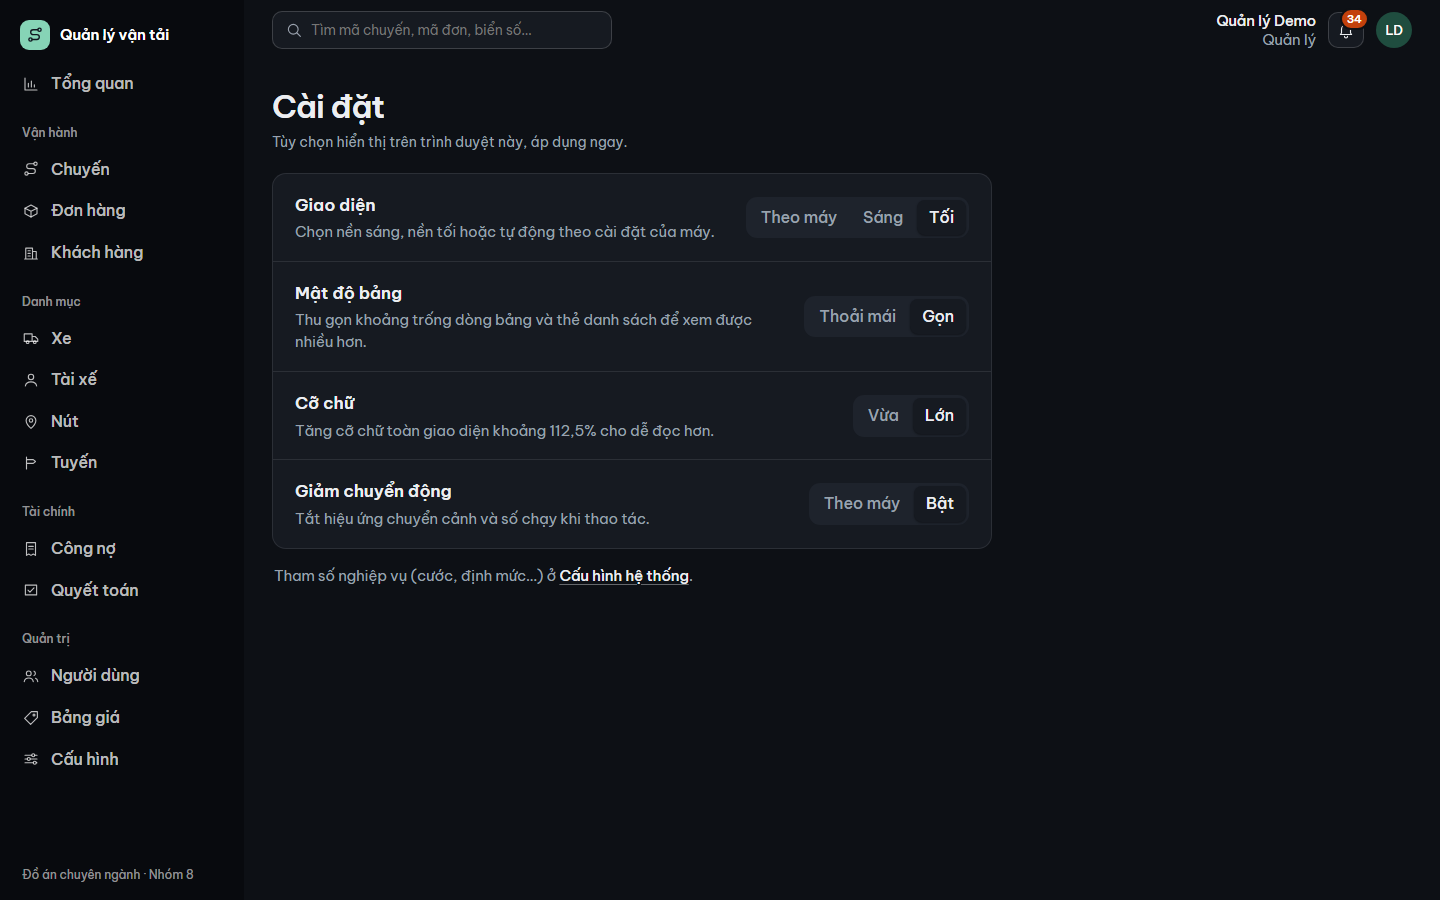 Quản lý vận tải
Tổng quan
Vận hành
Chuyến
Đơn hàng
Khách hàng
Danh mục
Xe
Tài xế
Nút
Tuyến
Tài chính
Công nợ
Quyết toán
Quản trị
Người dùng
Bảng giá
Cấu hình
Đồ án chuyên ngành · Nhóm 8
Tìm mã chuyến, mã đơn, biển số...
Quản lý Demo
Quản lý
34
LD
Cài đặt
Tùy chọn hiển thị trên trình duyệt này, áp dụng ngay.
Giao diện
Chọn nền sáng, nền tối hoặc tự động theo cài đặt của máy.
Theo máy Sáng Tối
Mật độ bảng
Thu gọn khoảng trống dòng bảng và thẻ danh sách để xem được
nhiều hơn.
Thoải mái Gọn
Cỡ chữ
Tăng cỡ chữ toàn giao diện khoảng 112,5% cho dễ đọc hơn.
Vừa Lớn
Giảm chuyển động
Tắt hiệu ứng chuyển cảnh và số chạy khi thao tác.
Theo máy Bật
Tham số nghiệp vụ (cước, định mức...) ở Cấu hình hệ thống.